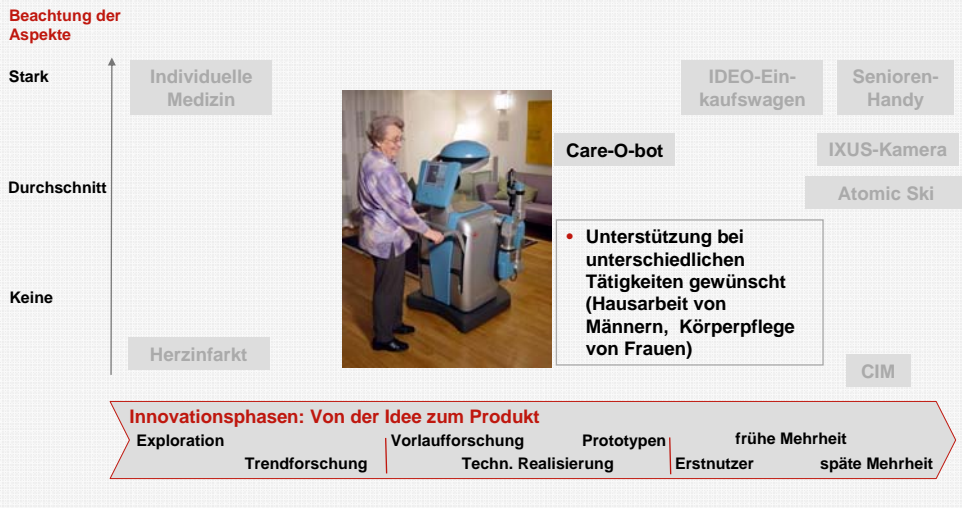 Beachtung der
Aspekte
Stark
Individuelle
Medizin
IDEO-Ein-
kaufswagen
Senioren-
Handy
Care-O-bot
IXUS-Kamera
Durchschnitt
Atomic Ski
• Unterstützung bei
unterschiedlichen
Tätigkeiten gewünscht
(Hausarbeit von
Männern, Körperpflege
von Frauen)
Keine
Herzinfarkt
CIM
Innovationsphasen: Von der Idee zum Produkt
Exploration
Vorlaufforschung
Prototypen
frühe Mehrheit
Trendforschung
Techn. Realisierung
Erstnutzer
späte Mehrheit